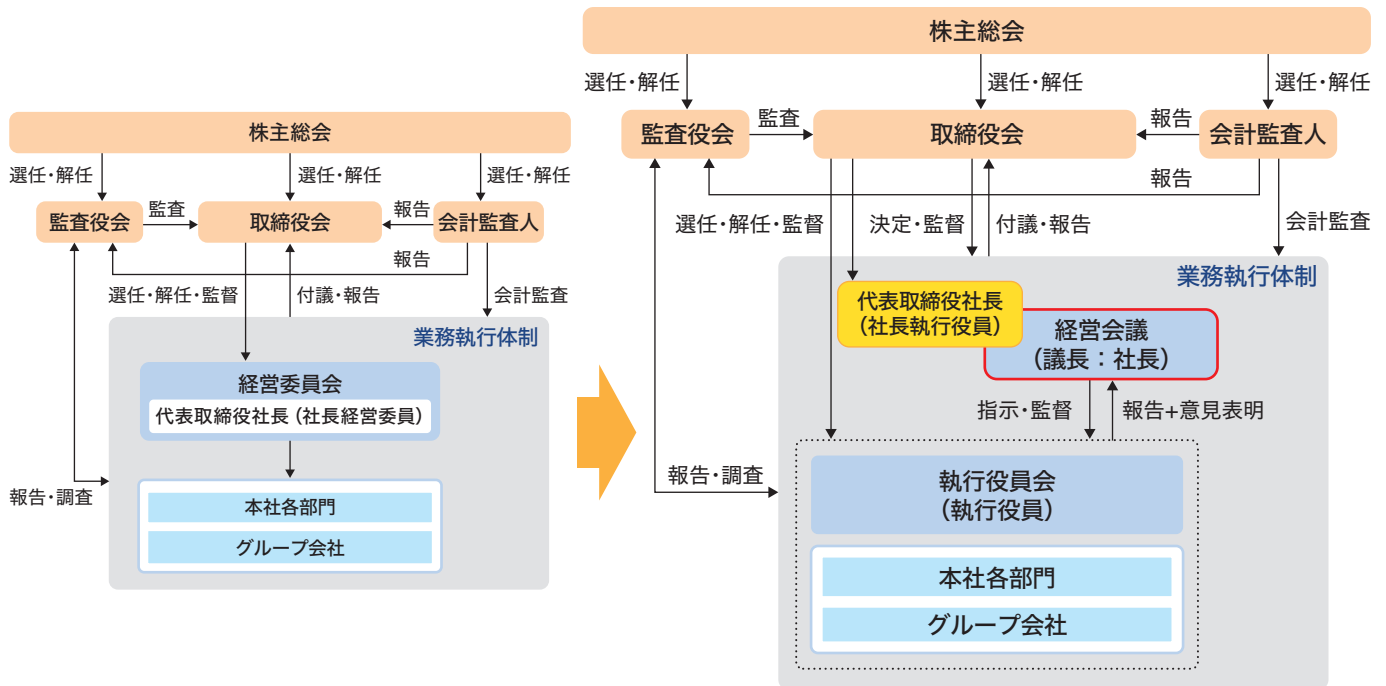 株主総会
選任・解任
選任・解任
選任・解任
監査役会
監査
取締役会
報告
会計監査人
報告
選任・解任・監督
付議・報告
会計監査
業務執行体制
経営委員会
代表取締役社長（社長経営委員）
報告・調査
本社各部門
グループ会社
株主総会
選任・解任
選任・解任
選任・解任
監査役会
監査
取締役会
報告
会計監査人
報告
選任・解任・監督
決定・監督
付議・報告
会計監査
業務執行体制
代表取締役社長
（社長執行役員）
経営会議
（議長：社長）
指示・監督
報告+意見表明
報告・調査
執行役員会
（執行役員）
本社各部門
グループ会社